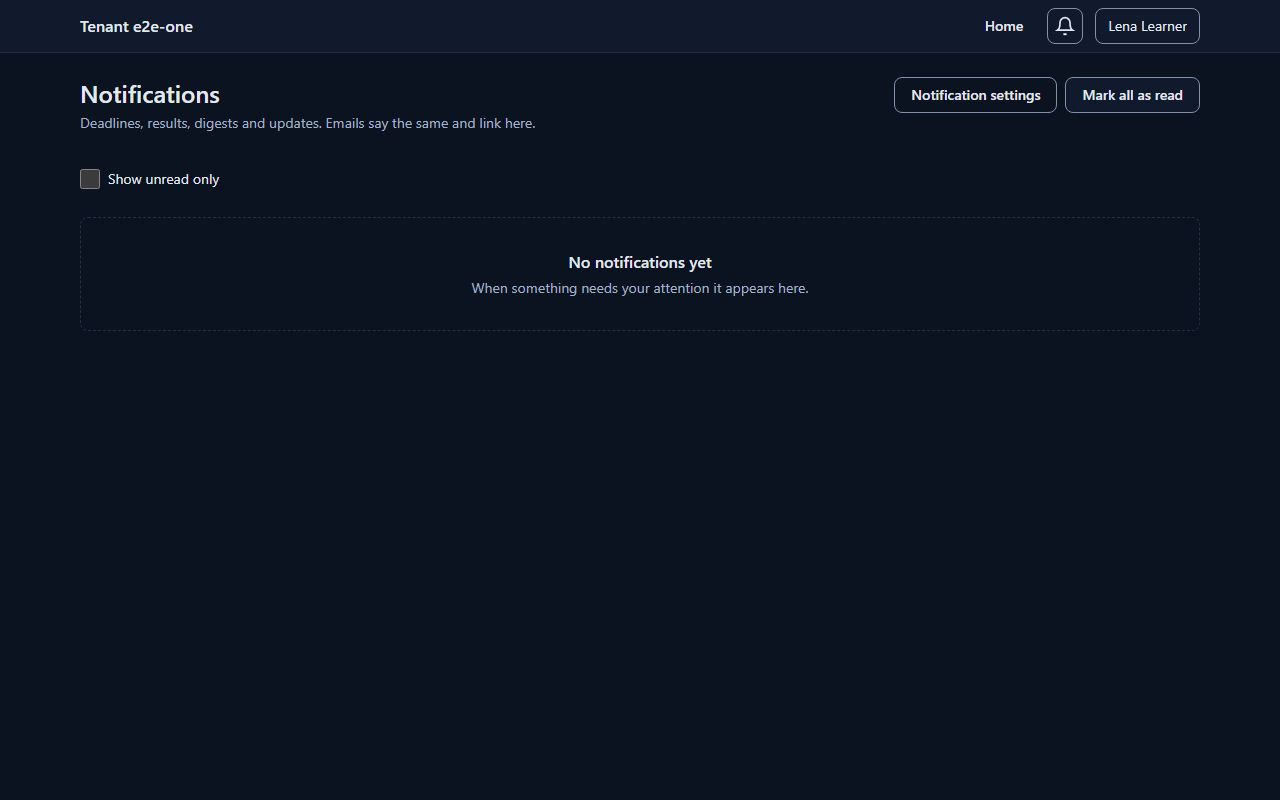 Tenant e2e-one
Home
Lena Learner
Notifications
Notification settings
Mark all as read
Deadlines, results, digests and updates. Emails say the same and link here.
Show unread only
No notifications yet
When something needs your attention it appears here.